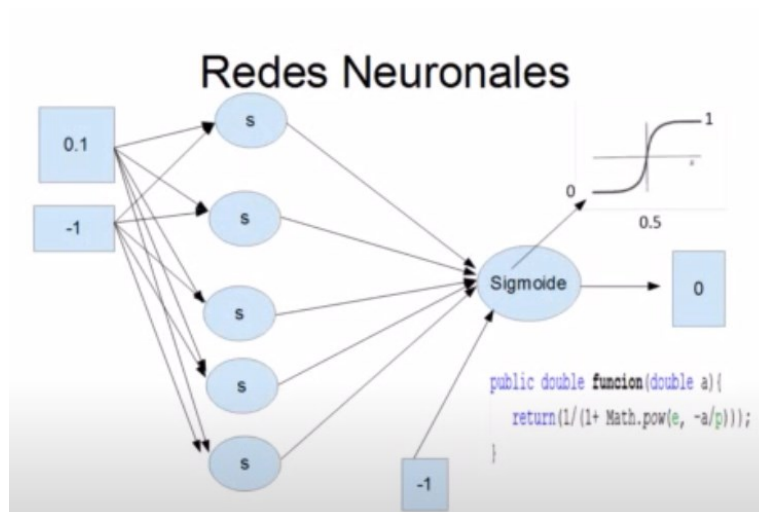 Redes Neuronales
0.1
-1
s
s
s
s
s
Sigmoide
1
0
0.5
0
-1
public double funcion(double a){
return(1/(1+ Math.pow(e, -a/p)));
}